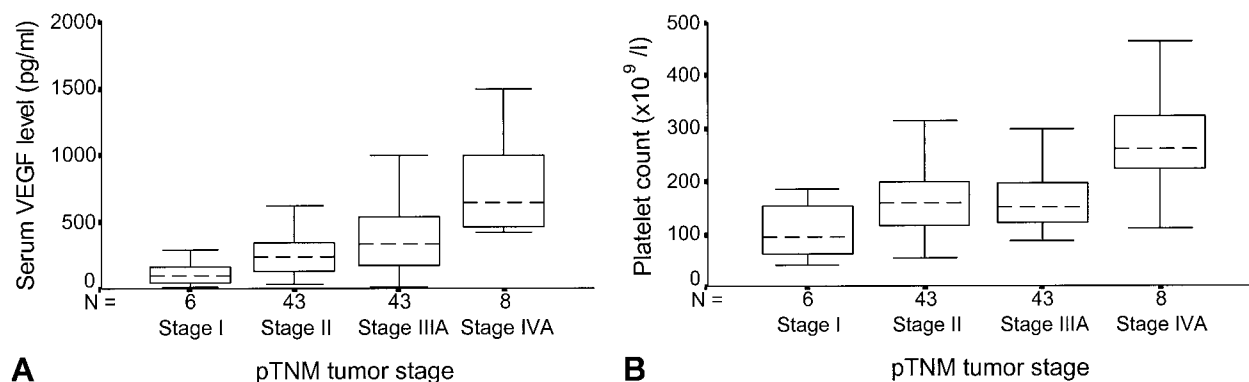 Serum VEGF level (pg/ml)
2000
1500
1000
500
0
N =
6
43
43
8
Stage I
Stage II
Stage IIIA
Stage IVA
A
pTNM tumor stage
Platelet count (x10 9 /l)
500
400
300
200
100
0
N =
6
43
43
8
Stage I
Stage II
Stage IIIA
Stage IVA
B
pTNM tumor stage